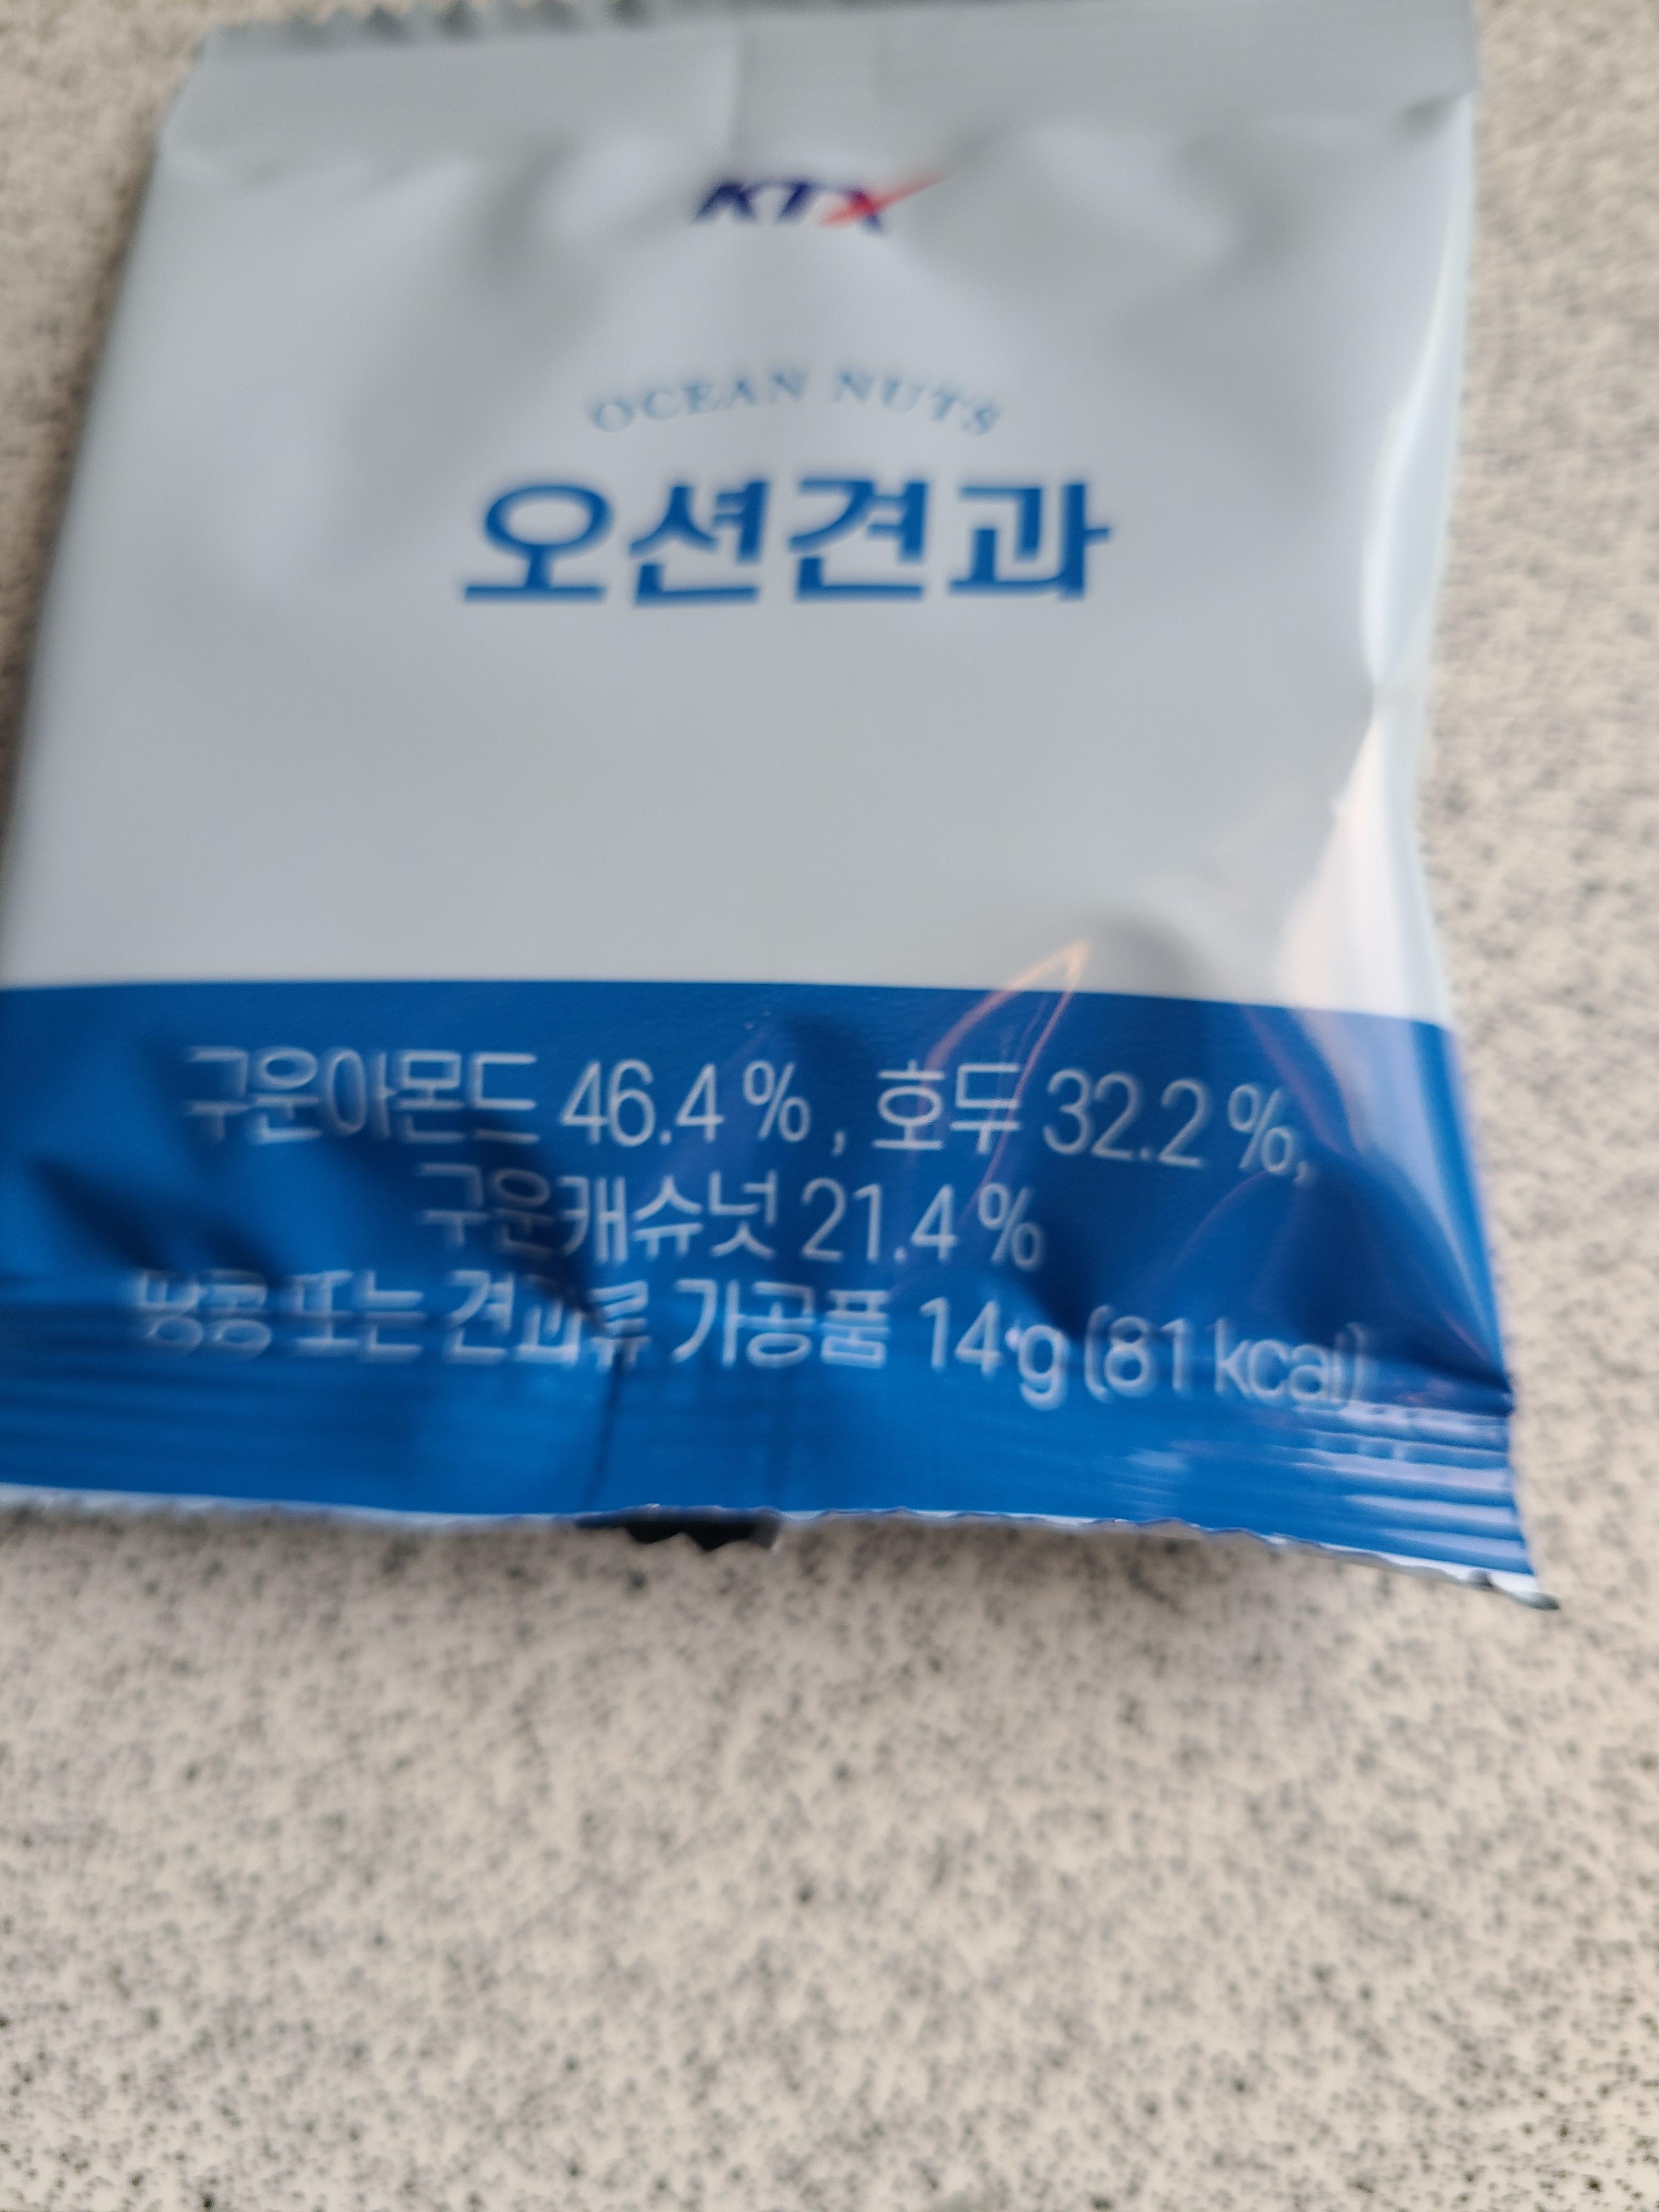 KTX
OCEAN NUTS
오션견과
구운아몬드 46.4%, 호두 32.2%,
구운캐슈넛 21.4%
땅콩 또는 견과류 가공품 14g (81 kcal)